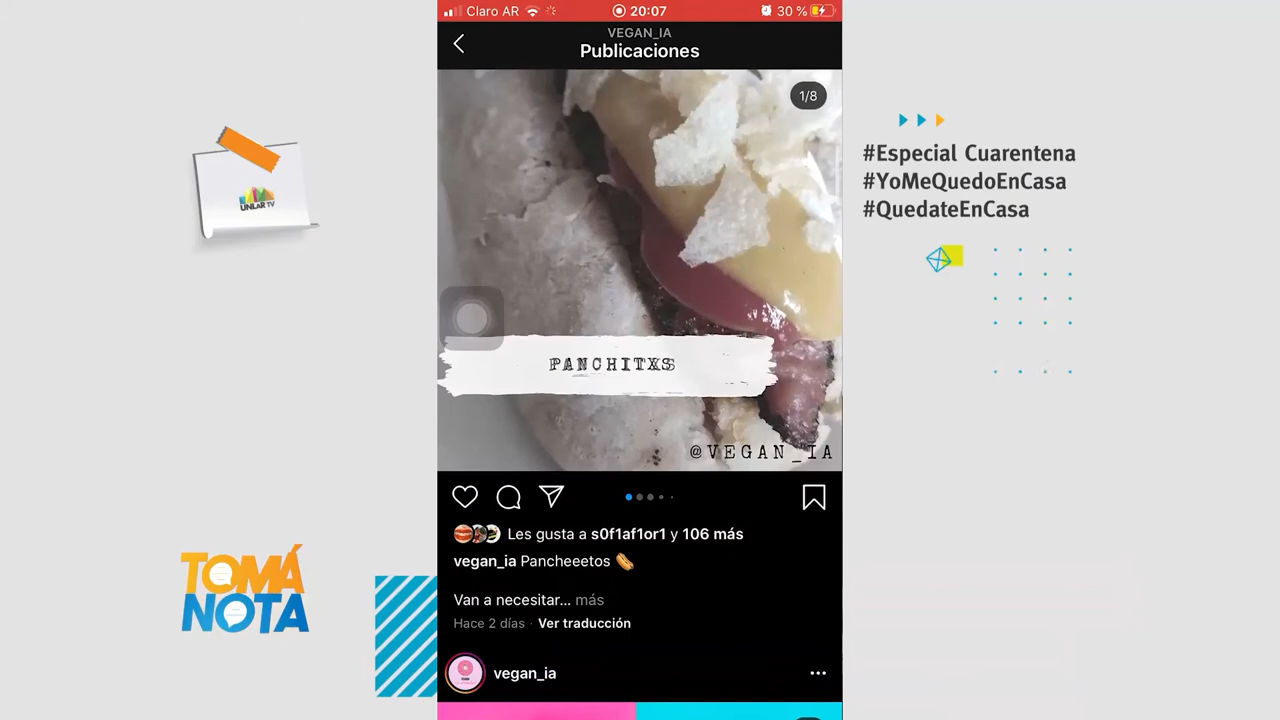 Claro AR
20:07
30 %
VEGAN_IA
Publicaciones
1/8
PANCHITXS
@VEGAN_IA
Les gusta a s0f1af1or1 y 106 más
vegan_ia Pancheeetos
Van a necesitar... más
Hace 2 días · Ver traducción
vegan_ia
UNLAR TV
TOMÁ
NOTA
#Especial Cuarentena
#YoMeQuedoEnCasa
#QuedateEnCasa